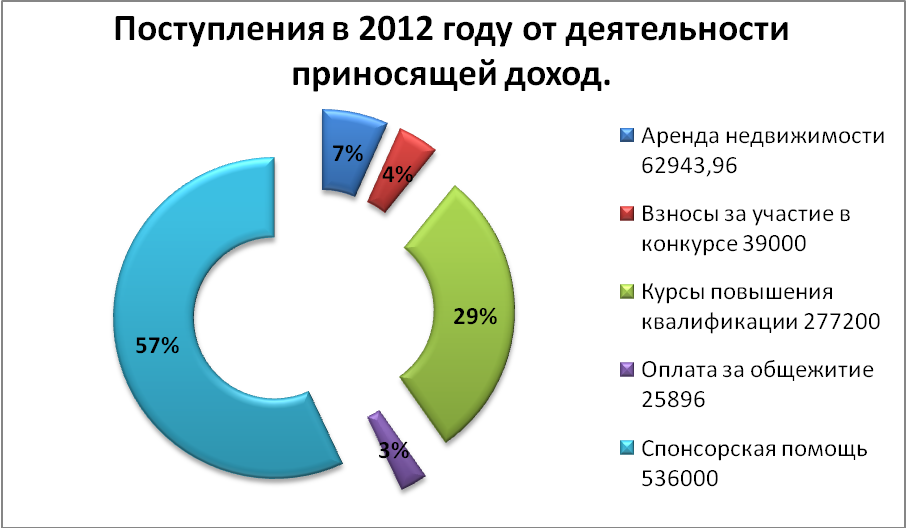 Поступления в 2012 году от деятельности
приносящей доход.
7%
4%
29%
3%
57%
Аренда недвижимости
62943,96
Взносы за участие в
конкурсе 39000
Курсы повышения
квалификации 277200
Оплата за общежитие
25896
Спонсорская помощь
536000